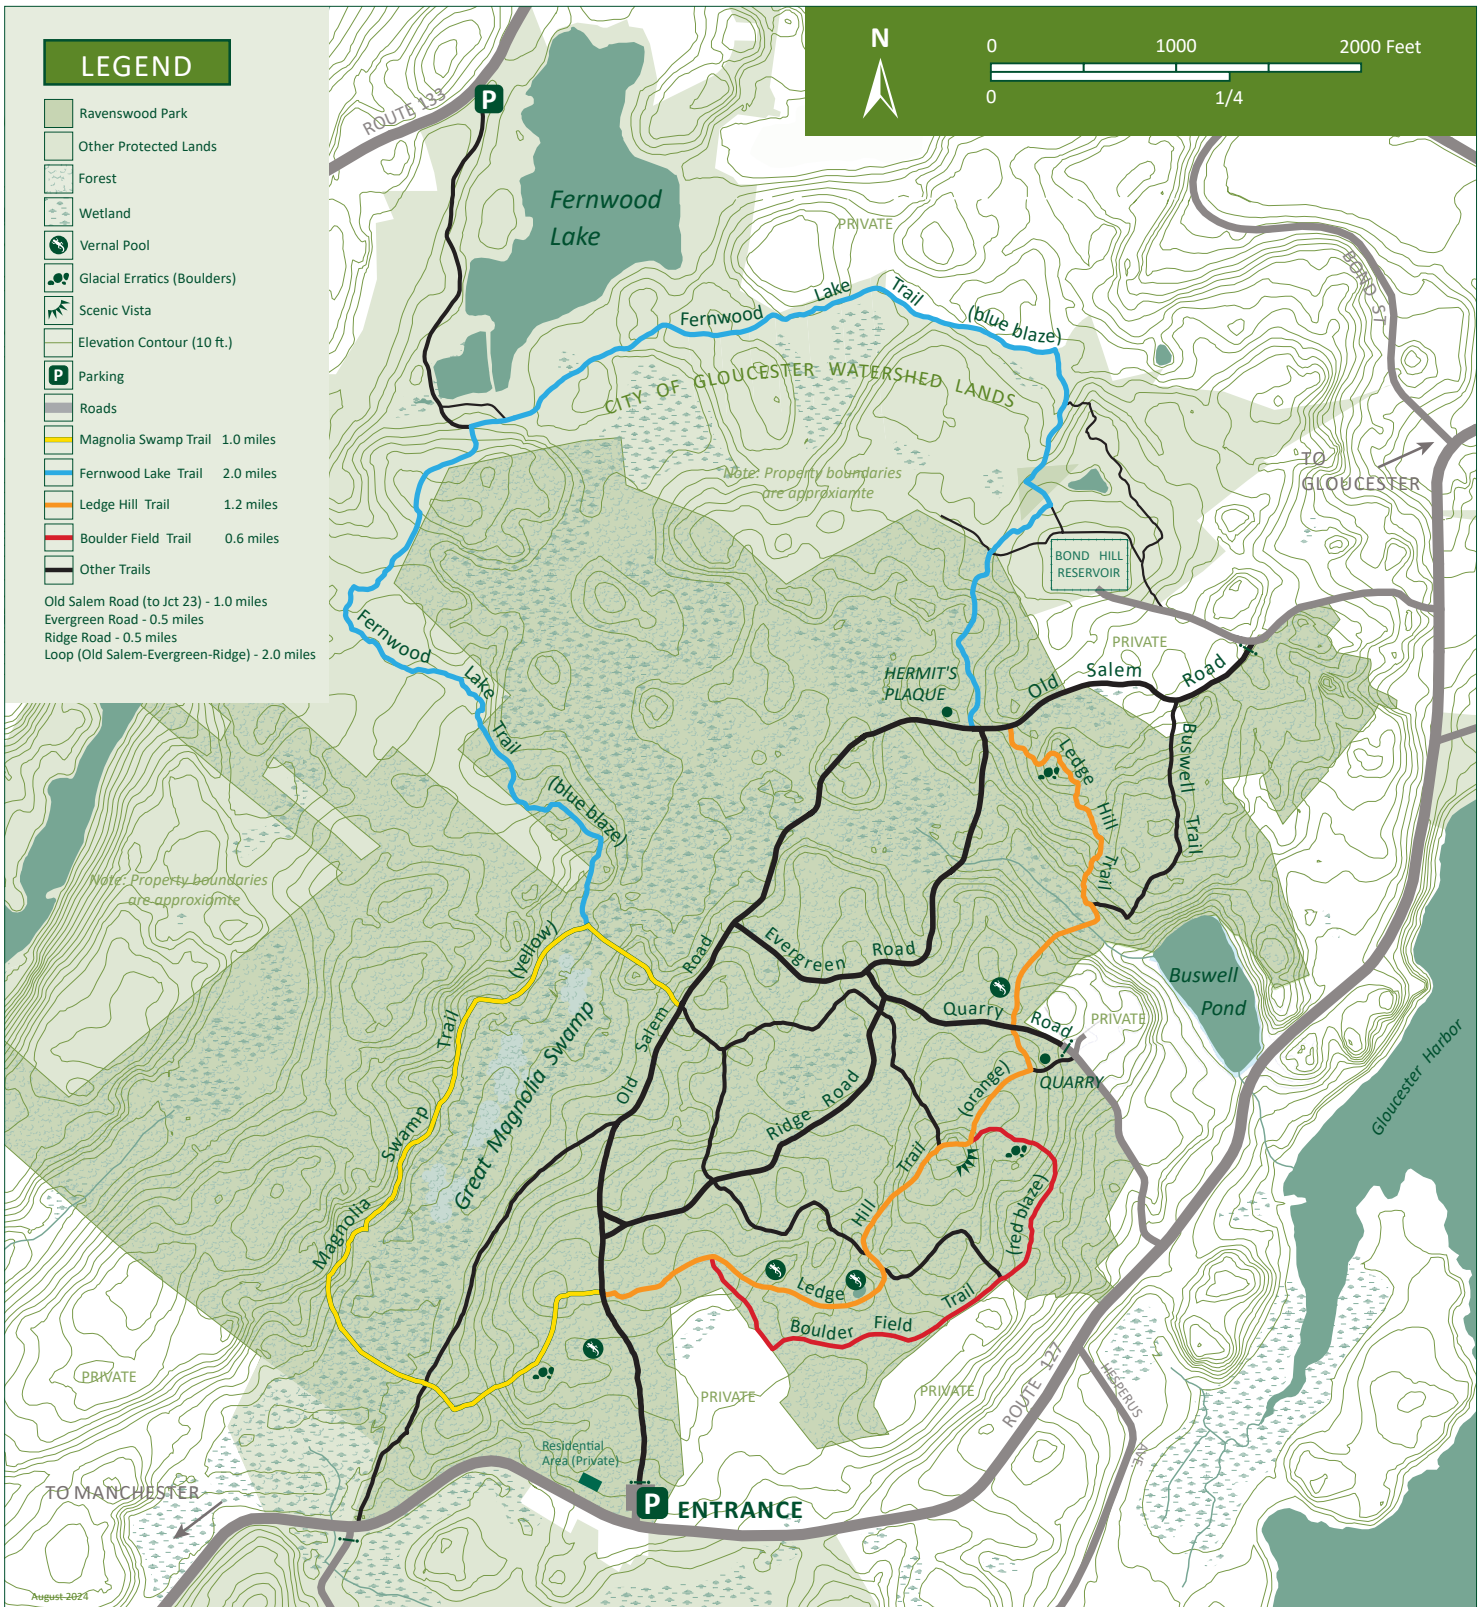 LEGEND
Ravenswood Park
Other Protected Lands
Forest
Wetland
Vernal Pool
Glacial Erratics (Boulders)
Scenic Vista
Elevation Contour (10 ft.)
P Parking
Roads
Magnolia Swamp Trail 1.0 miles
Fernwood Lake Trail 2.0 miles
Ledge Hill Trail 1.2 miles
Boulder Field Trail 0.6 miles
Other Trails
Old Salem Road (to Jct 23) - 1.0 miles
Evergreen Road - 0.5 miles
Ridge Road - 0.5 miles
Loop (Old Salem-Evergreen-Ridge) - 2.0 miles
N
0 1000 2000 Feet
0 1/4
ROUTE 133
P
Fernwood
Lake
PRIVATE
BOND ST
Fernwood Lake Trail (blue blaze)
CITY OF GLOUCESTER WATERSHED LANDS
Note: Property boundaries
are approxiamte
TO
GLOUCESTER
BOND HILL
RESERVOIR
PRIVATE
Fernwood Lake Trail (blue blaze)
HERMIT'S
PLAQUE
Old Salem Road
Ledge Hill Trail
Buswell Trail
Note: Property boundaries
are approxiamte
Magnolia Swamp Trail (yellow)
Great Magnolia Swamp
Old Salem Road
Evergreen Road
Quarry Road
PRIVATE
Buswell
Pond
QUARRY
Gloucester Harbor
Ridge Road
Ledge Hill Trail (orange)
Boulder Field Trail (red blaze)
PRIVATE
PRIVATE
PRIVATE
ROUTE 127
HESPERUS AVE
Residential
Area (Private)
TO MANCHESTER
P ENTRANCE
August 2024